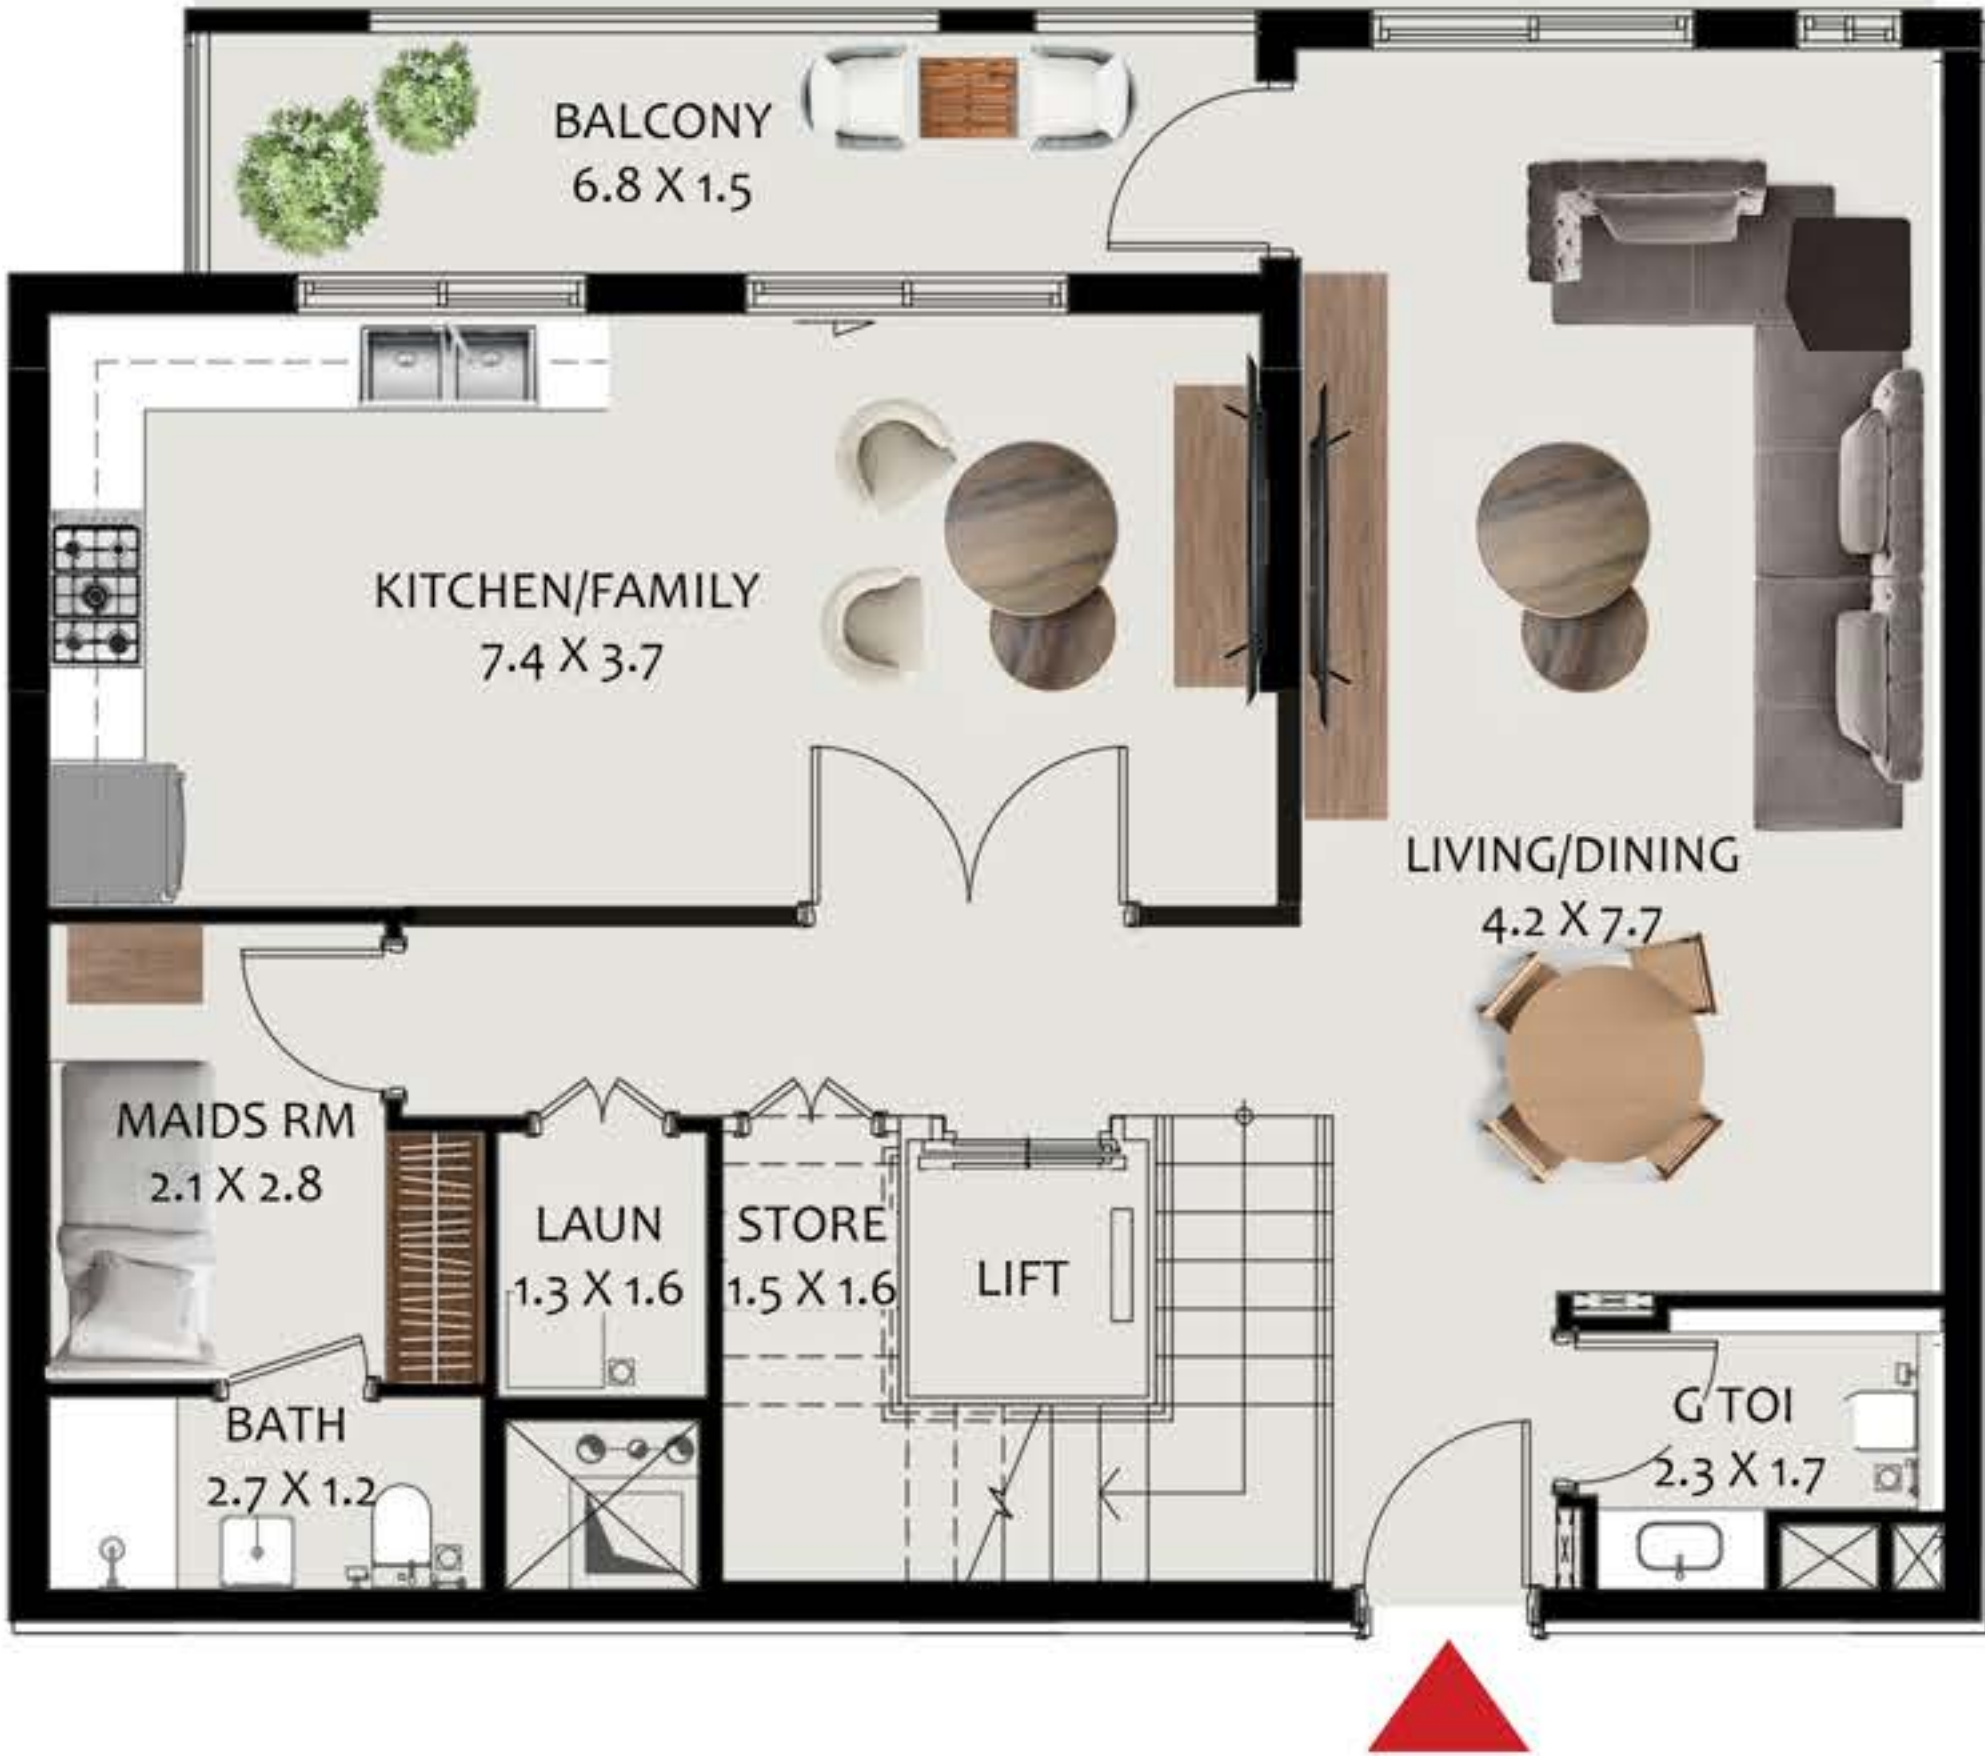 BALCONY
6.8 X 1.5
KITCHEN/FAMILY
7.4 X 3.7
LIVING/DINING
4.2 X 7.7
MAIDS RM
2.1 X 2.8
LAUN
1.3 X 1.6
STORE
1.5 X 1.6
LIFT
BATH
2.7 X 1.2
G TOI
2.3 X 1.7